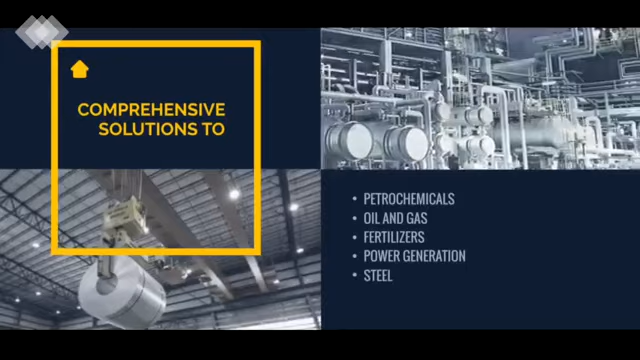 COMPREHENSIVE
SOLUTIONS TO
• PETROCHEMICALS
• OIL AND GAS
• FERTILIZERS
• POWER GENERATION
• STEEL